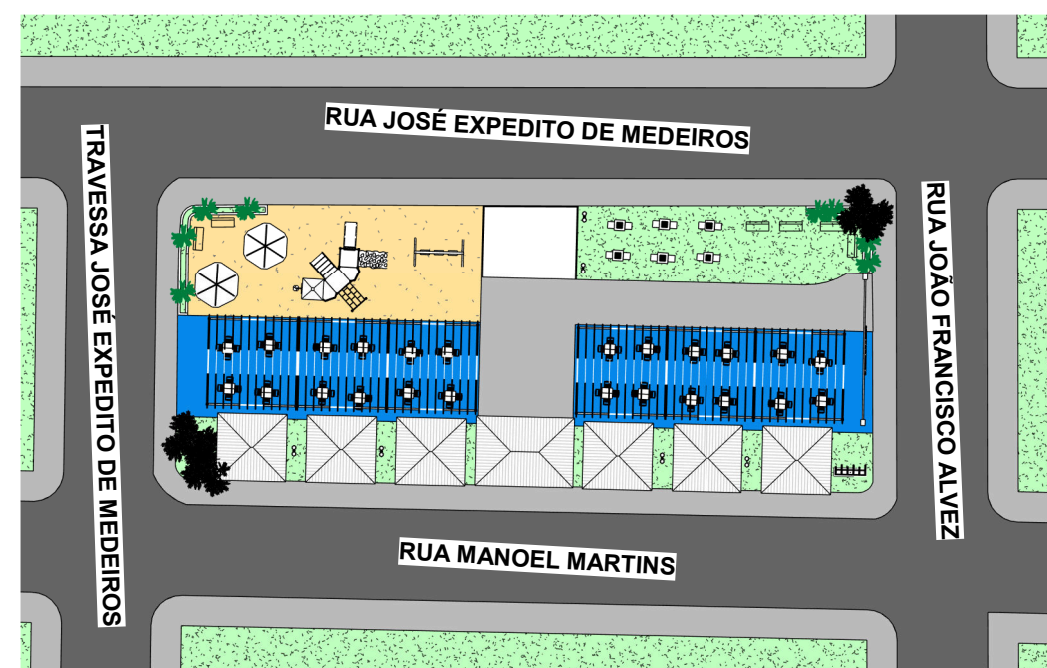 RUA JOSÉ EXPEDITO DE MEDEIROS
TRAVESSA JOSÉ EXPEDITO DE MEDEIROS
RUA JOÃO FRANCISCO ALVEZ
RUA MANOEL MARTINS